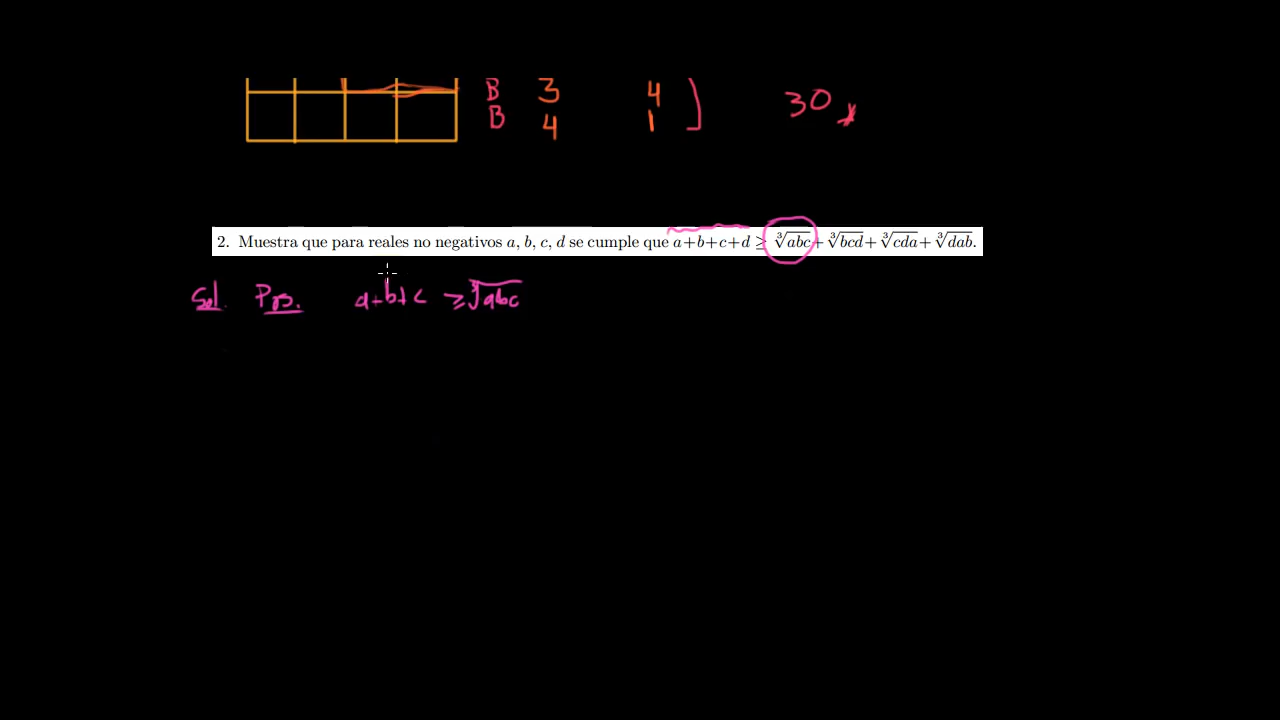 B 3 4
B 4 1 ] 30
2. Muestra que para reales no negativos a, b, c, d se cumple que a+b+c+d ≥ ∛abc + ∛bcd + ∛cda + ∛dab.
Sol. Pos. a+b+c ≥ ∛abc